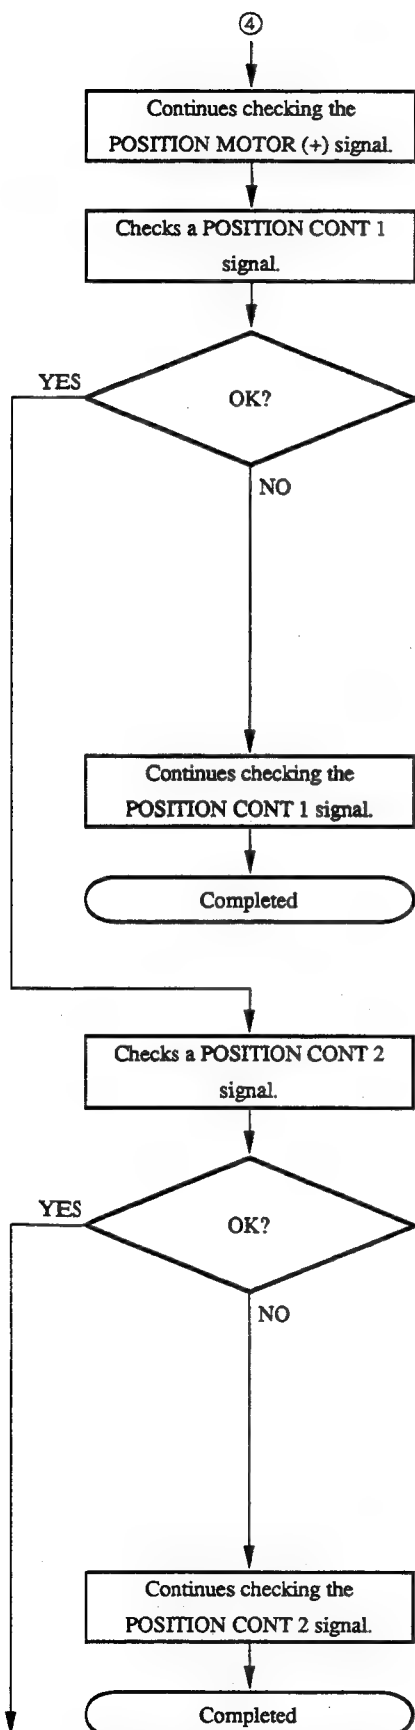 ④
Continues checking the
POSITION MOTOR (+) signal.
Checks a POSITION CONT 1
signal.
YES
OK?
NO
Continues checking the
POSITION CONT 1 signal.
Completed
Checks a POSITION CONT 2
signal.
YES
OK?
NO
Continues checking the
POSITION CONT 2 signal.
Completed